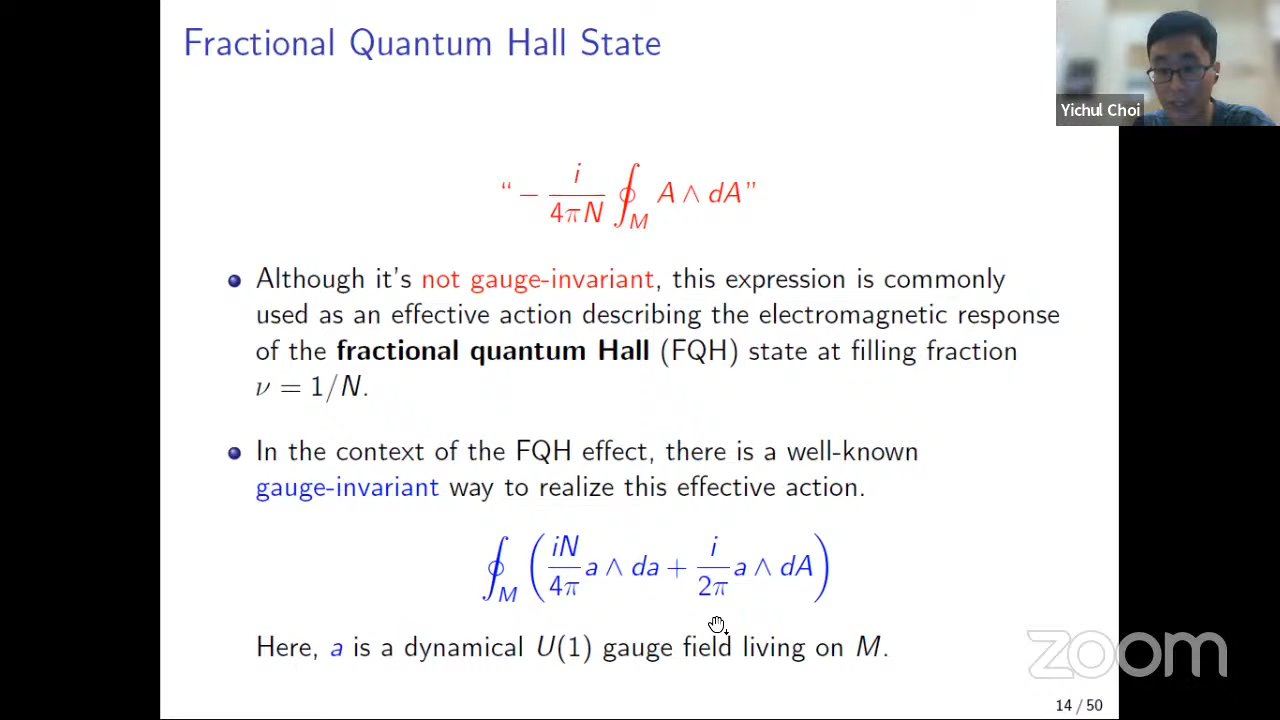 Fractional Quantum Hall State
Yichul Choi
“ − i/4πN ∮_M A ∧ dA”
Although it's not gauge-invariant, this expression is commonly
used as an effective action describing the electromagnetic response
of the fractional quantum Hall (FQH) state at filling fraction
ν = 1/N.
In the context of the FQH effect, there is a well-known
gauge-invariant way to realize this effective action.
∮_M ( iN/4π a ∧ da + i/2π a ∧ dA )
Here, a is a dynamical U(1) gauge field living on M.
zoom
14 / 50